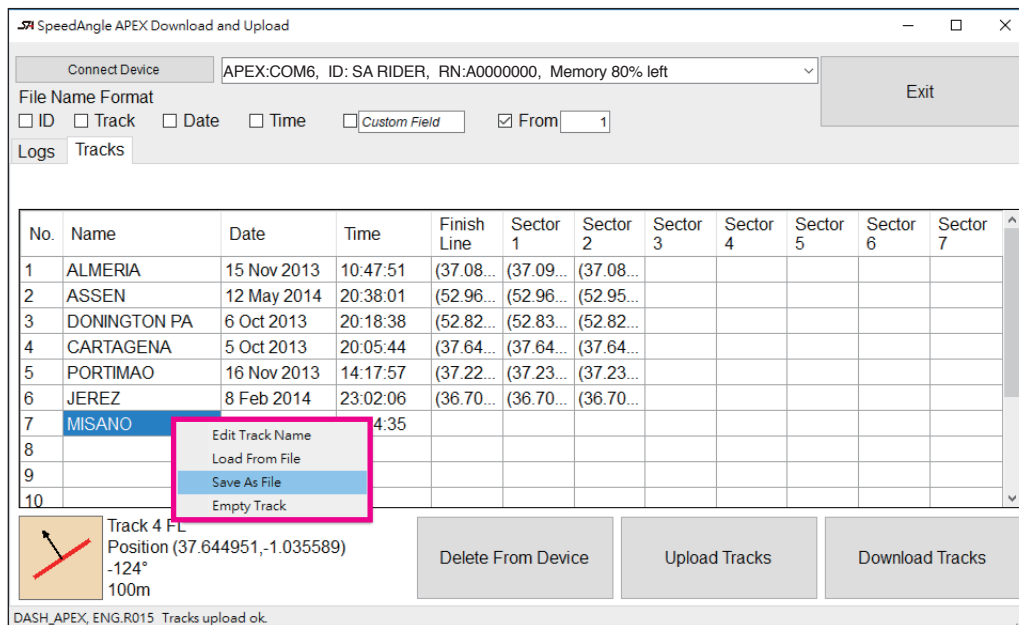 SA SpeedAngle APEX Download and Upload
Connect Device APEX:COM6, ID: SA RIDER, RN:A0000000, Memory 80% left Exit
File Name Format
ID Track Date Time Custom Field From 1
Logs Tracks
No. Name Date Time Finish Line Sector 1 Sector 2 Sector 3 Sector 4 Sector 5 Sector 6 Sector 7
1 ALMERIA 15 Nov 2013 10:47:51 (37.08... (37.09... (37.08...
2 ASSEN 12 May 2014 20:38:01 (52.96... (52.96... (52.95...
3 DONINGTON PA 6 Oct 2013 20:18:38 (52.82... (52.83... (52.82...
4 CARTAGENA 5 Oct 2013 20:05:44 (37.64... (37.64... (37.64...
5 PORTIMAO 16 Nov 2013 14:17:57 (37.22... (37.23... (37.23...
6 JEREZ 8 Feb 2014 23:02:06 (36.70... (36.70... (36.70...
7 MISANO 4:35
8
9
10
Edit Track Name
Load From File
Save As File
Empty Track
Track 4 FL
Position (37.644951,-1.035589)
-124°
100m
Delete From Device Upload Tracks Download Tracks
DASH_APEX, ENG.R015 Tracks upload ok.